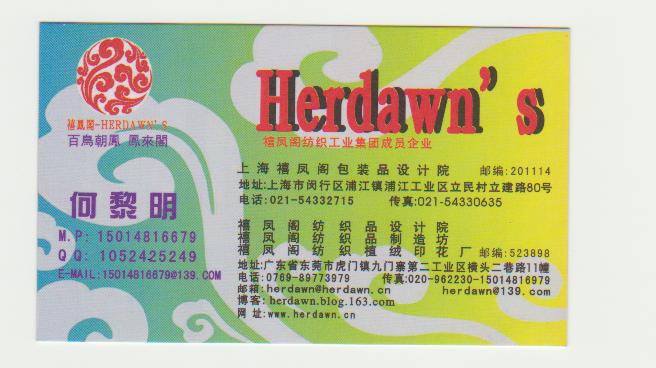 禧鳳阁-HERDAWN'S
百鳥朝鳳 鳳來閣
Herdawn's
禧凤阁纺织工业集团成员企业
上海禧凤阁包装品设计院 邮编:201114
地址:上海市闵行区浦江镇浦江工业区立民村立建路80号
电话:021-54332715 传真:021-54330635
何黎明
M.P: 15014816679
QQ: 1052425249
E-MAIL:15014816679@139.COM
禧凤阁纺织品设计院
禧凤阁纺织品制造坊
禧凤阁纺织植绒印花厂 邮编:523898
地址:广东省东莞市虎门镇九门寨第二工业区横头二巷路11幢
电话:0769-89773979 传真:020-962230-15014816979
邮箱:herdawn@herdawn.cn herdawn@139.com
博客:herdawn.blog.163.com
网址:www.herdawn.cn